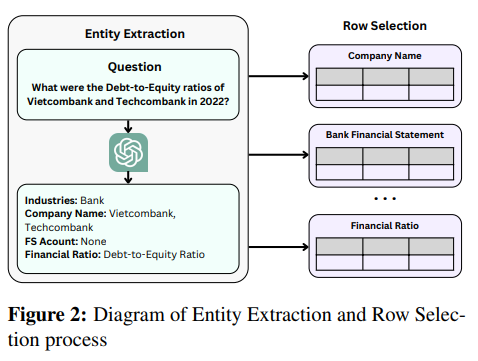 Entity Extraction
Question
What were the Debt-to-Equity ratios of
Vietcombank and Techcombank in 2022?
Industries: Bank
Company Name: Vietcombank,
Techcombank
FS Acount: None
Financial Ratio: Debt-to-Equity Ratio
Row Selection
Company Name
Bank Financial Statement
...
Financial Ratio
Figure 2: Diagram of Entity Extraction and Row Selec-
tion process